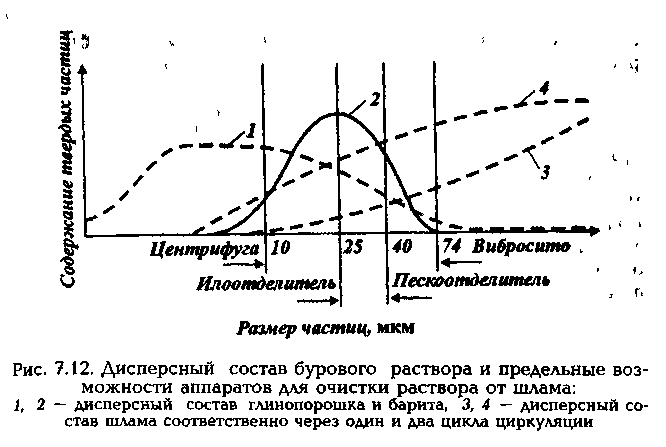 Содержание твердых частиц
1
2
4
3
Центрифуга 10 25 40 74 Вибросито
Илоотделитель Пескоотделитель
Размер частиц, мкм
Рис. 7.12. Дисперсный состав бурового раствора и предельные воз-
можности аппаратов для очистки раствора от шлама:
1, 2 — дисперсный состав глинопорошка и барита, 3, 4 — дисперсный со-
став шлама соответственно через один и два цикла циркуляции